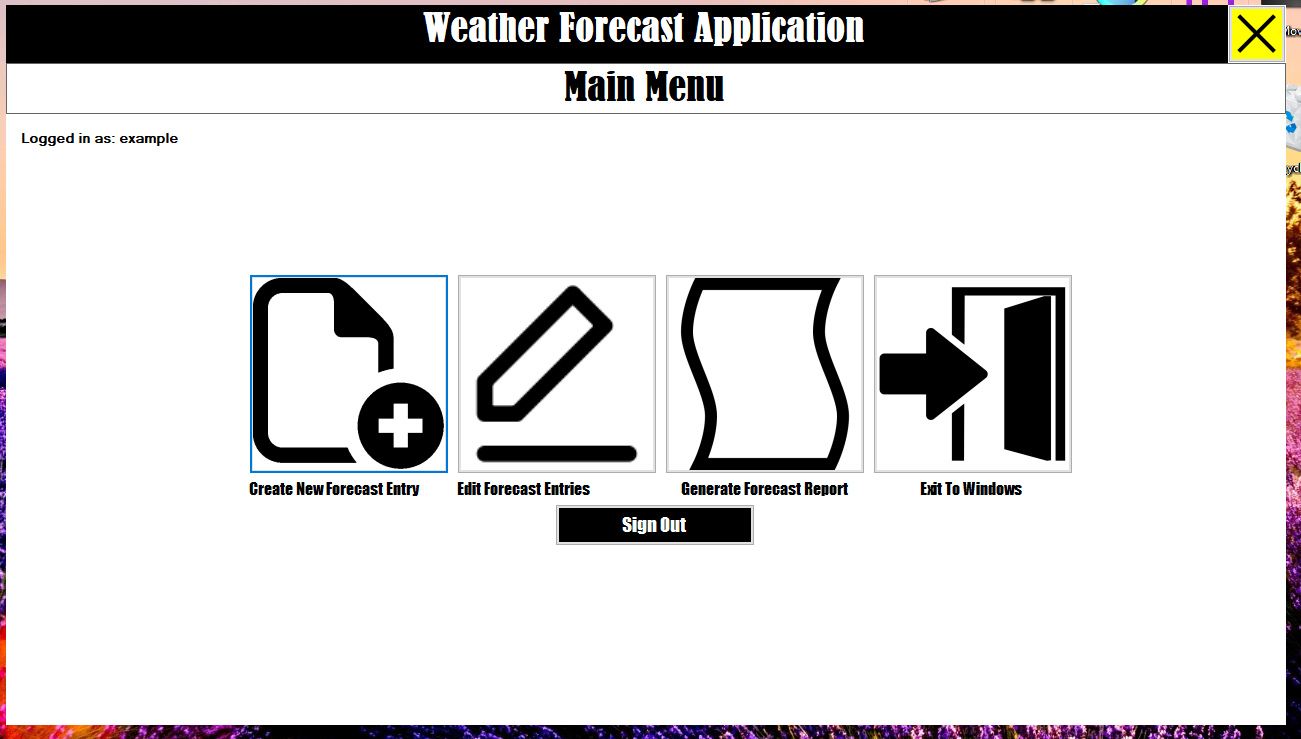 Weather Forecast Application
Main Menu
Logged in as: example
Create New Forecast Entry
Edit Forecast Entries
Generate Forecast Report
Exit To Windows
Sign Out